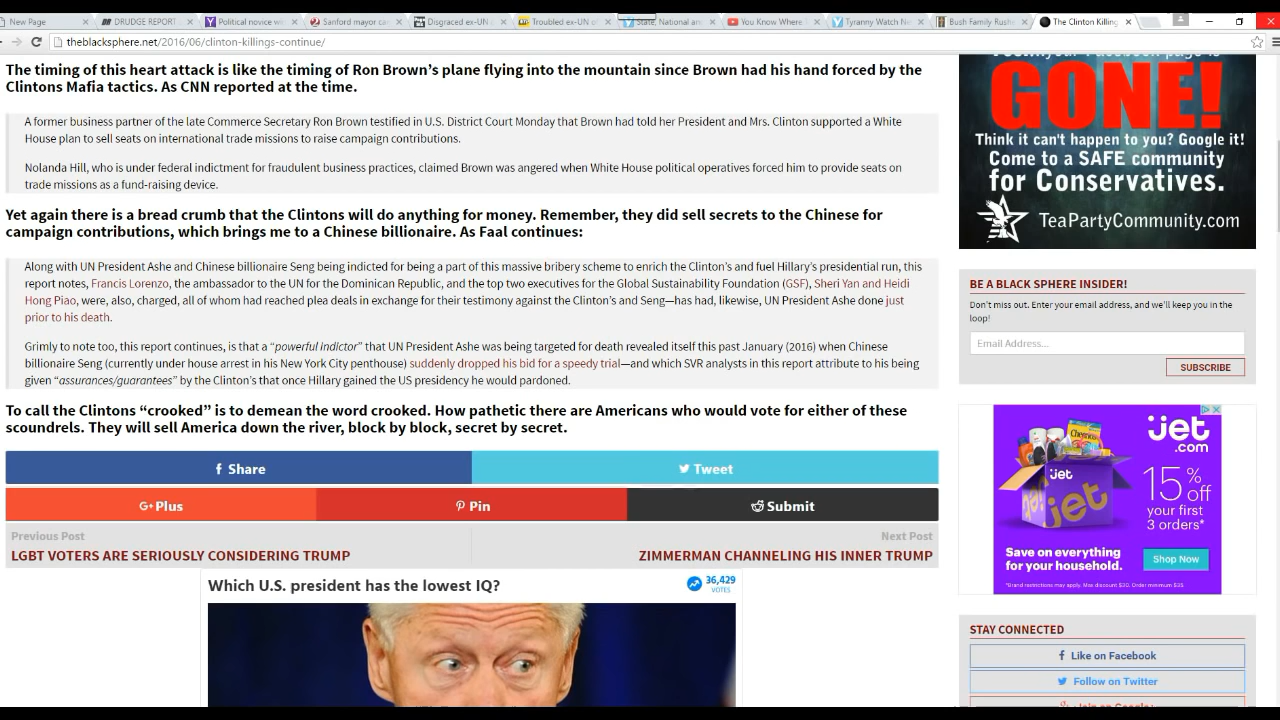 New Page
DRUDGE REPORT
Political novice w
Sanford mayor ca
Disgraced ex-UN
Troubled ex-UN o
State, National an
You Know Where
Tyranny Watch Ne
Bush Family Rushe
The Clinton Killing
theblacksphere.net/2016/06/clinton-killings-continue/
The timing of this heart attack is like the timing of Ron Brown's plane flying into the mountain since Brown had his hand forced by the
Clintons Mafia tactics. As CNN reported at the time.
A former business partner of the late Commerce Secretary Ron Brown testified in U.S. District Court Monday that Brown had told her President and Mrs. Clinton supported a White
House plan to sell seats on international trade missions to raise campaign contributions.
Nolanda Hill, who is under federal indictment for fraudulent business practices, claimed Brown was angered when White House political operatives forced him to provide seats on
trade missions as a fund-raising device.
Yet again there is a bread crumb that the Clintons will do anything for money. Remember, they did sell secrets to the Chinese for
campaign contributions, which brings me to a Chinese billionaire. As Faal continues:
Along with UN President Ashe and Chinese billionaire Seng being indicted for being a part of this massive bribery scheme to enrich the Clinton's and fuel Hillary's presidential run, this
report notes, Francis Lorenzo, the ambassador to the UN for the Dominican Republic, and the top two executives for the Global Sustainability Foundation (GSF), Sheri Yan and Heidi
Hong Piao, were, also, charged, all of whom had reached plea deals in exchange for their testimony against the Clinton's and Seng—has had, likewise, UN President Ashe done just
prior to his death.
Grimly to note too, this report continues, is that a "powerful indictor" that UN President Ashe was being targeted for death revealed itself this past January (2016) when Chinese
billionaire Seng (currently under house arrest in his New York City penthouse) suddenly dropped his bid for a speedy trial—and which SVR analysts in this report attribute to his being
given "assurances/guarantees" by the Clinton's that once Hillary gained the US presidency he would pardoned.
To call the Clintons "crooked" is to demean the word crooked. How pathetic there are Americans who would vote for either of these
scoundrels. They will sell America down the river, block by block, secret by secret.
Share
Tweet
G+ Plus
Pin
Submit
Previous Post
Next Post
LGBT VOTERS ARE SERIOUSLY CONSIDERING TRUMP
ZIMMERMAN CHANNELING HIS INNER TRUMP
Which U.S. president has the lowest IQ?
36,429
VOTES
GONE!
Think it can't happen to you? Google it!
Come to a SAFE community
for Conservatives.
TeaPartyCommunity.com
BE A BLACK SPHERE INSIDER!
Don't miss out. Enter your email address, and we'll keep you in the
loop!
Email Address...
SUBSCRIBE
Cheerios
jet
jet
jet
.com
15% off
your first
3 orders*
Save on everything
for your household.
Shop Now
*Brand restrictions may apply. Max discount $30. Order minimum $35.
STAY CONNECTED
Like on Facebook
Follow on Twitter